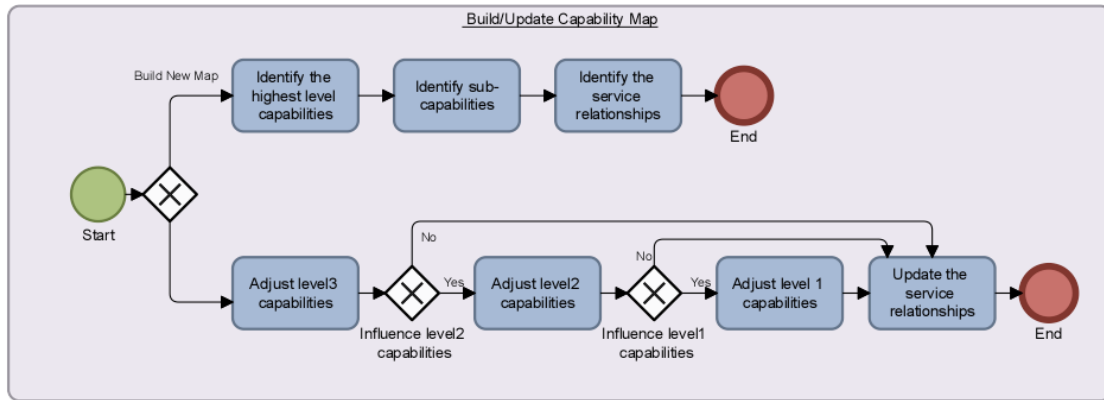 Build/Update Capability Map
Build New Map
Identify the
highest level
capabilities
Identify sub-
capabilities
Identify the
service
relationships
End
Start
No
No
Adjust level3
capabilities
Yes
Adjust level2
capabilities
Yes
Adjust level 1
capabilities
Update the
service
relationships
Influence level2
capabilities
Influence level1
capabilities
End